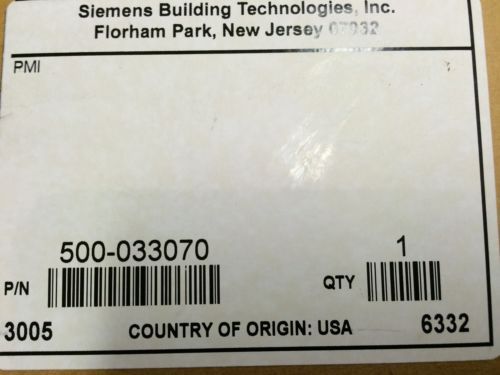 Siemens Building Technologies, Inc.
Florham Park, New Jersey 07932
PMI
500-033070
1
P/N
QTY
3005
COUNTRY OF ORIGIN: USA
6332